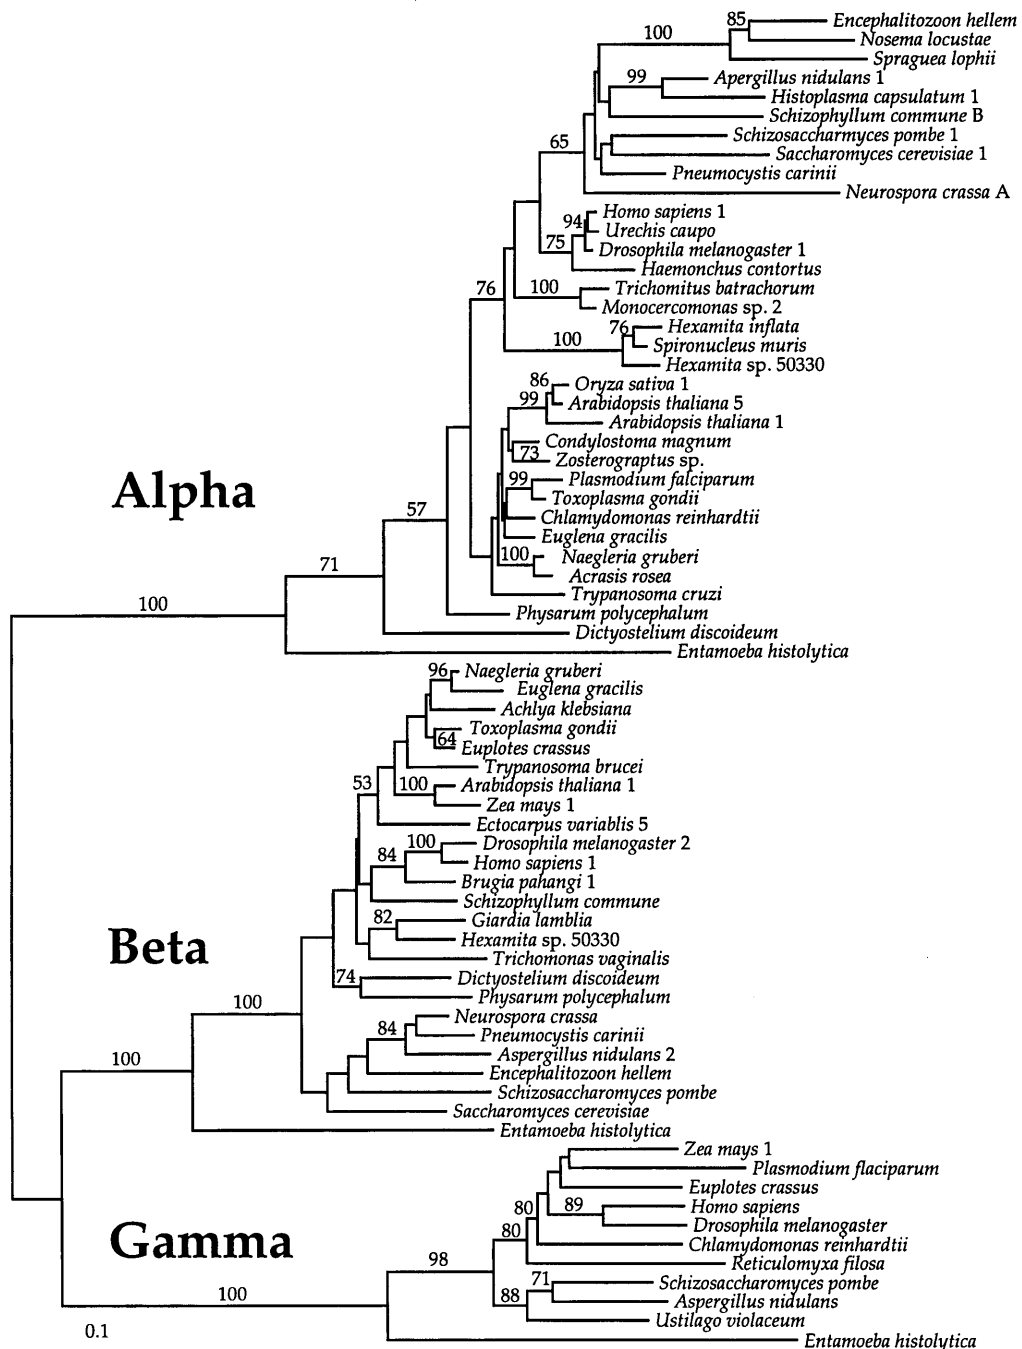 85 Encephalitozoon hellem
100 Nosema locustae
Spraguea lophii
99 Apergillus nidulans 1
Histoplasma capsulatum 1
Schizophyllum commune B
Schizosaccharmyces pombe 1
65 Saccharomyces cerevisiae 1
Pneumocystis carinii
Neurospora crassa A
Homo sapiens 1
94 Urechis caupo
75 Drosophila melanogaster 1
Haemonchus contortus
76 100 Trichomitus batrachorum
Monocercomonas sp. 2
76 Hexamita inflata
100 Spironucleus muris
Hexamita sp. 50330
86 Oryza sativa 1
99 Arabidopsis thaliana 5
Arabidopsis thaliana 1
Condylostoma magnum
73 Zosterograptus sp.
Alpha
99 Plasmodium falciparum
Toxoplasma gondii
57 Chlamydomonas reinhardtii
Euglena gracilis
100 Naegleria gruberi
71 Acrasis rosea
Trypanosoma cruzi
100 Physarum polycephalum
Dictyostelium discoideum
Entamoeba histolytica
96 Naegleria gruberi
Euglena gracilis
Achlya klebsiana
Toxoplasma gondii
64 Euplotes crassus
Trypanosoma brucei
53 100 Arabidopsis thaliana 1
Zea mays 1
Ectocarpus variablis 5
100 Drosophila melanogaster 2
84 Homo sapiens 1
Brugia pahangi 1
Schizophyllum commune
82 Giardia lamblia
Beta
Hexamita sp. 50330
Trichomonas vaginalis
74 Dictyostelium discoideum
Physarum polycephalum
100 Neurospora crassa
84 Pneumocystis carinii
Aspergillus nidulans 2
100 Encephalitozoon hellem
Schizosaccharomyces pombe
Saccharomyces cerevisiae
Entamoeba histolytica
Zea mays 1
Plasmodium flaciparum
Euplotes crassus
80 89 Homo sapiens
Drosophila melanogaster
80 Chlamydomonas reinhardtii
Gamma
98 Reticulomyxa filosa
71 Schizosaccharomyces pombe
100 88 Aspergillus nidulans
Ustilago violaceum
0.1
Entamoeba histolytica